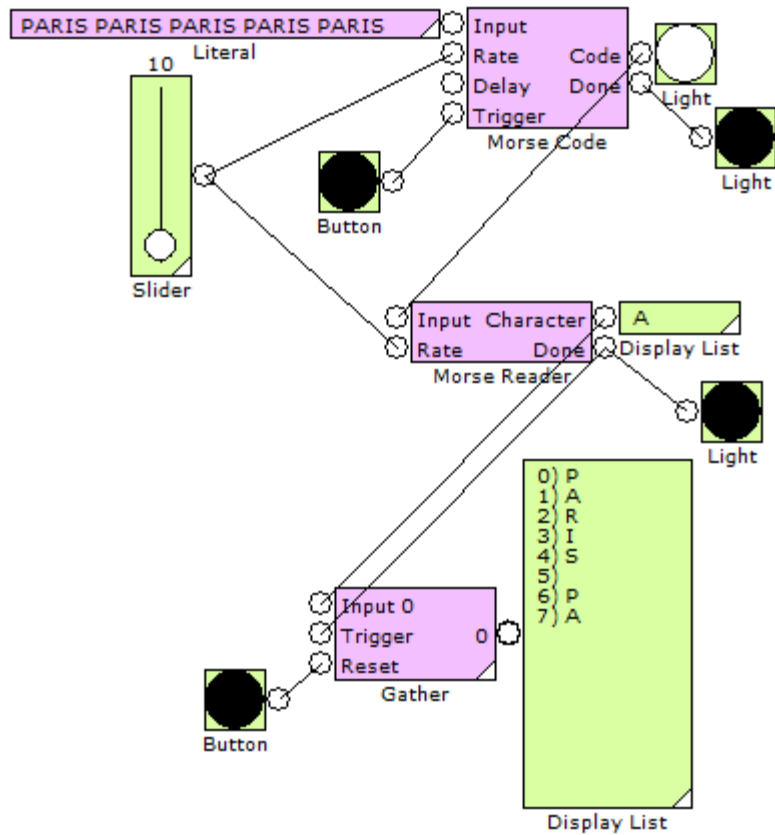 PARIS PARIS PARIS PARIS PARIS
Literal
10
Slider
Input
Rate Code
Delay Done
Trigger
Morse Code
Light
Light
Button
Input Character
Rate Done
Morse Reader
A
Display List
Light
0) P
1) A
2) R
3) I
4) S
5)
6) P
7) A
Display List
Input 0
Trigger 0
Reset
Gather
Button